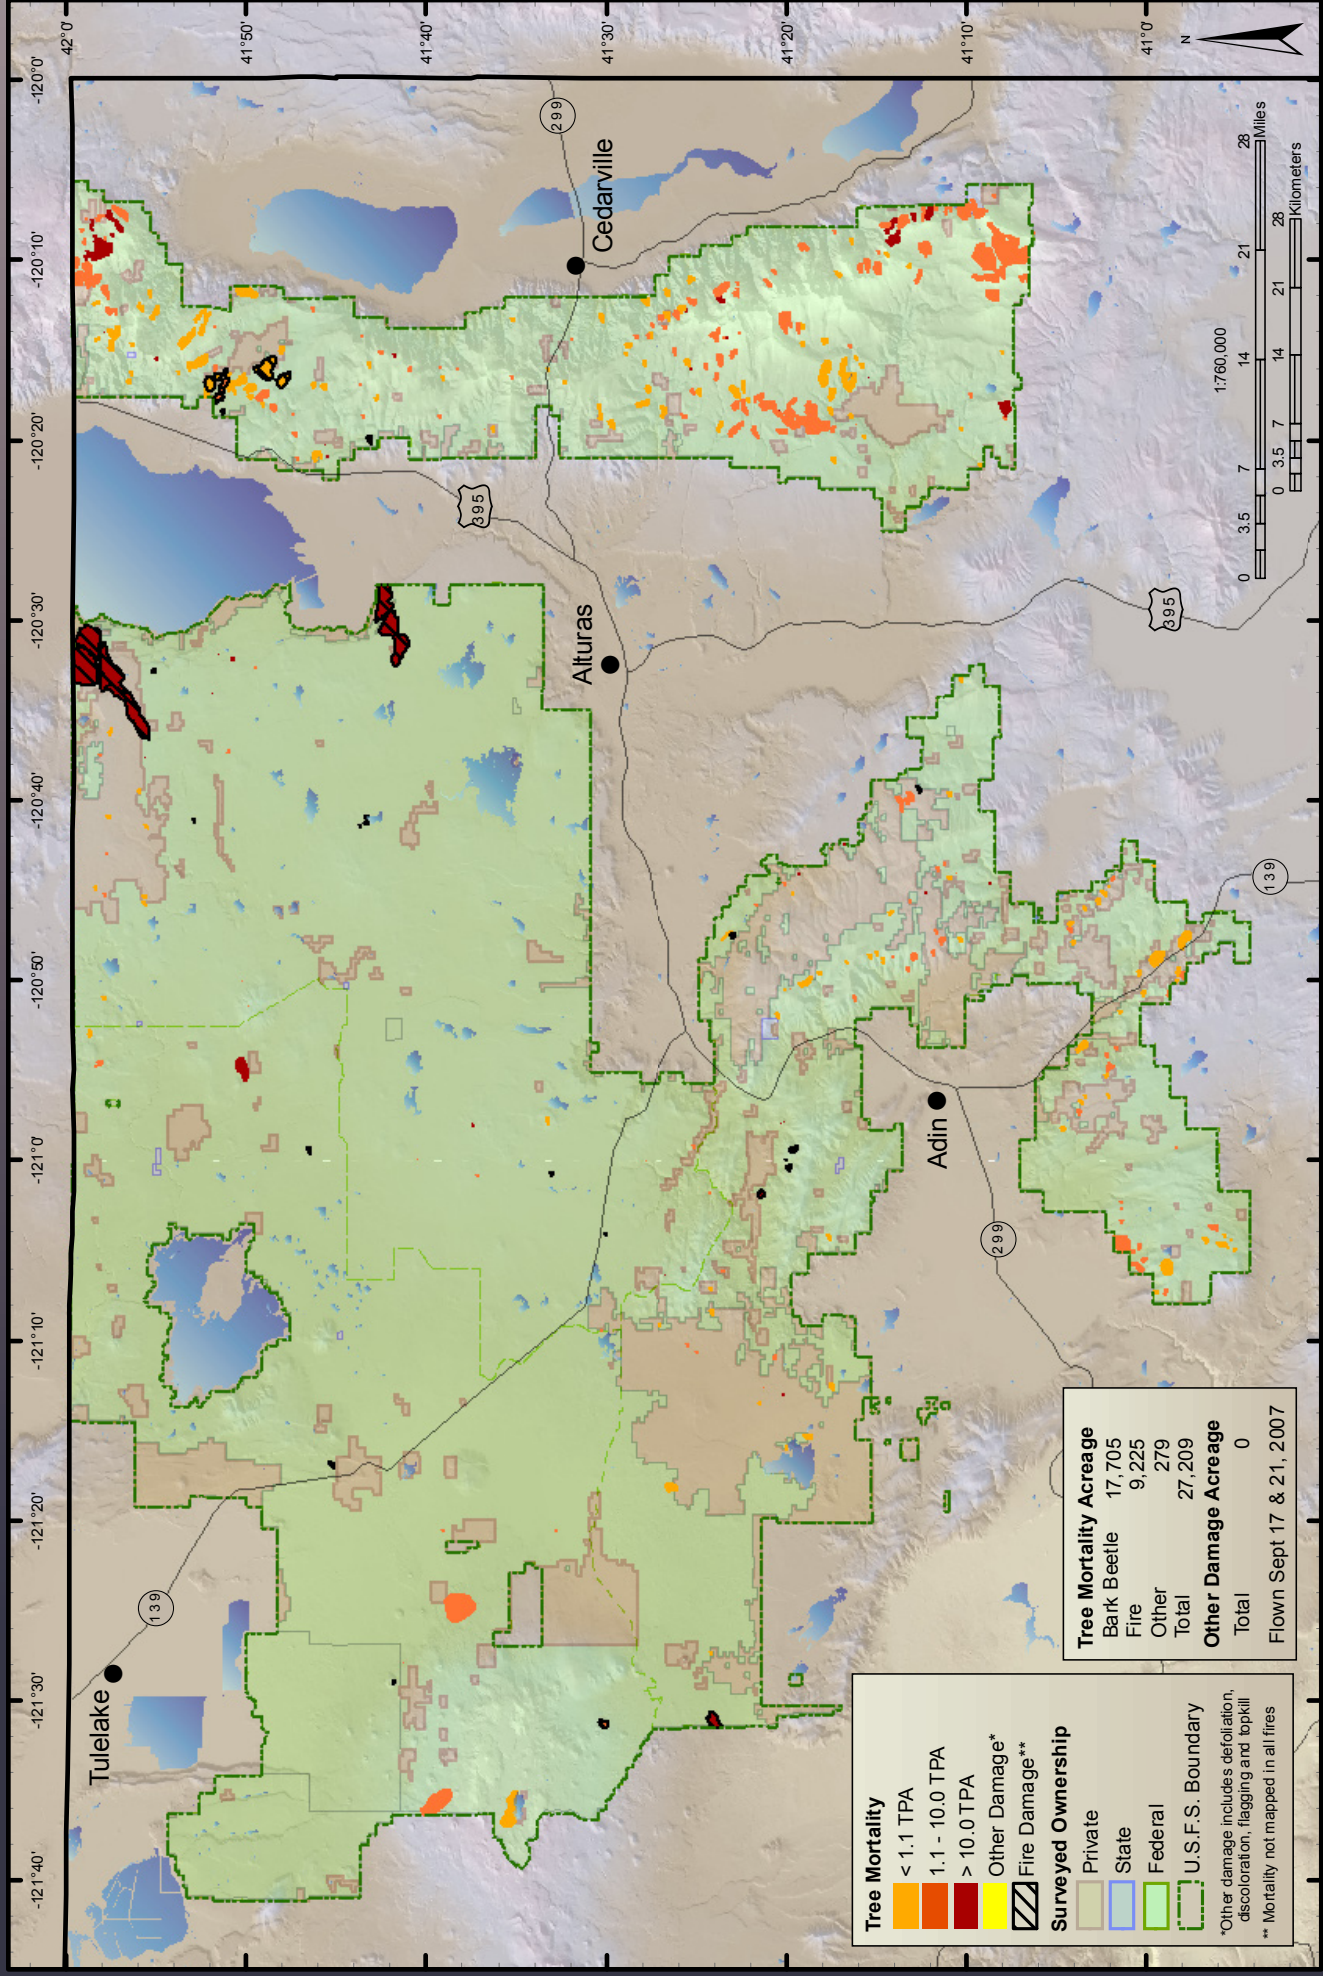 -121°40'
-121°30'
-121°20'
-121°10'
-121°0'
-120°50'
-120°40'
-120°30'
-120°20'
-120°10'
-120°0'
42°0'
41°50'
41°40'
41°30'
41°20'
41°10'
41°0'
N
Tulelake
139
Alturas
395
Cedarville
299
Adin
299
139
395
Tree Mortality
< 1.1 TPA
1.1 - 10.0 TPA
> 10.0 TPA
Other Damage*
Fire Damage**
Surveyed Ownership
Private
State
Federal
U.S.F.S. Boundary
*Other damage includes defoliation,
discoloration, flagging and topkill
** Mortality not mapped in all fires
Tree Mortality Acreage
Bark Beetle 17,705
Fire 9,225
Other 279
Total 27,209
Other Damage Acreage
Total 0
Flown Sept 17 & 21, 2007
1:760,000
0 3.5 7 14 21 28
Miles
0 3.5 7 14 21 28
Kilometers